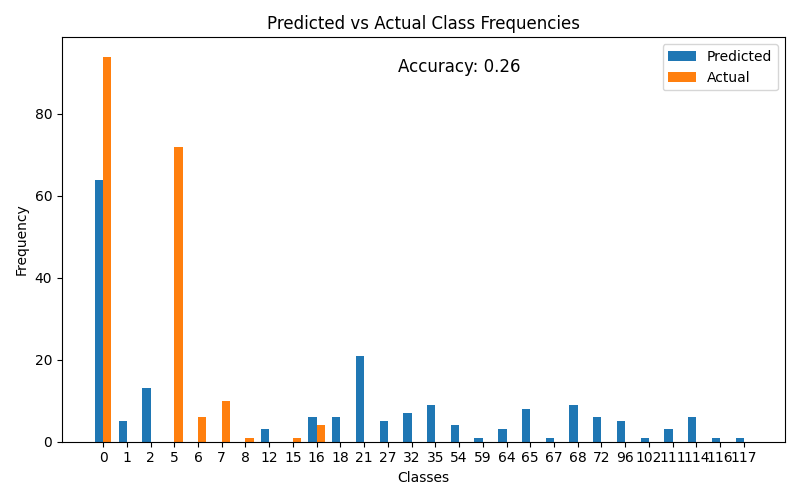 Predicted vs Actual Class Frequencies
Accuracy: 0.26
Predicted
Actual
80
60
40
20
0
Frequency
0 1 2 5 6 7 8 12 15 16 18 21 27 32 35 54 59 64 65 67 68 72 96 102 111 114 116 117
Classes